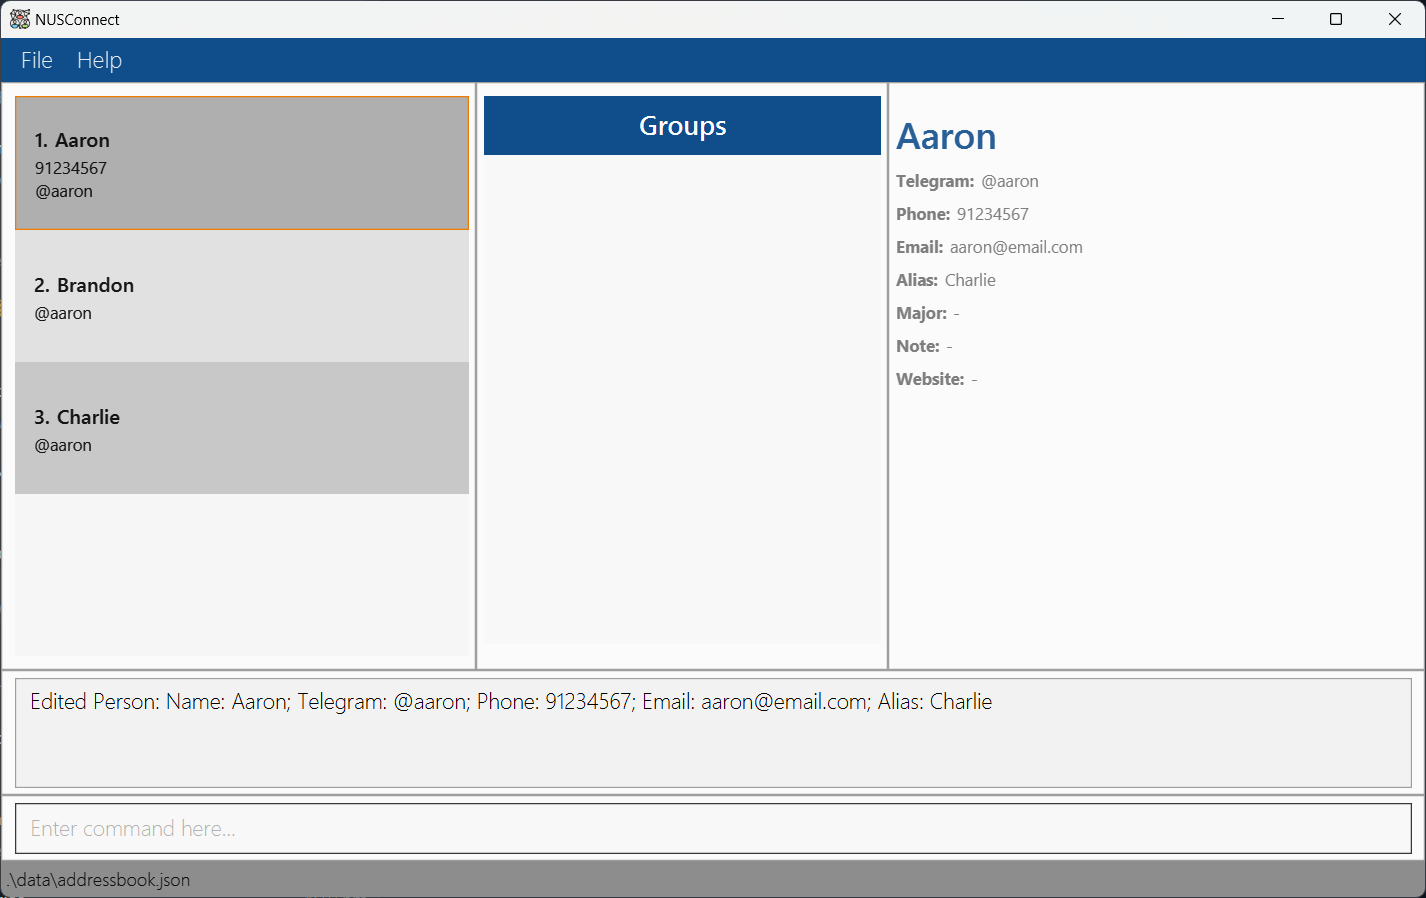 NUSConnect
File Help
1. Aaron
91234567
@aaron
2. Brandon
@aaron
3. Charlie
@aaron
Groups
Aaron
Telegram: @aaron
Phone: 91234567
Email: aaron@email.com
Alias: Charlie
Major: -
Note: -
Website: -
Edited Person: Name: Aaron; Telegram: @aaron; Phone: 91234567; Email: aaron@email.com; Alias: Charlie
Enter command here...
.\data\addressbook.json